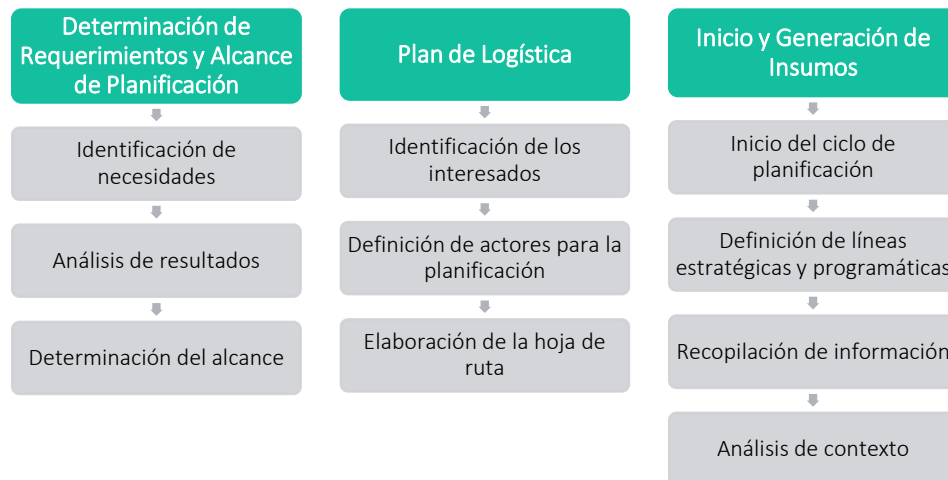 Determinación de
Requerimientos y Alcance
de Planificación
Identificación de
necesidades
Análisis de resultados
Determinación del alcance
Plan de Logística
Identificación de los
interesados
Definición de actores para la
planificación
Elaboración de la hoja de
ruta
Inicio y Generación de
Insumos
Inicio del ciclo de
planificación
Definición de líneas
estratégicas y programáticas
Recopilación de información
Análisis de contexto